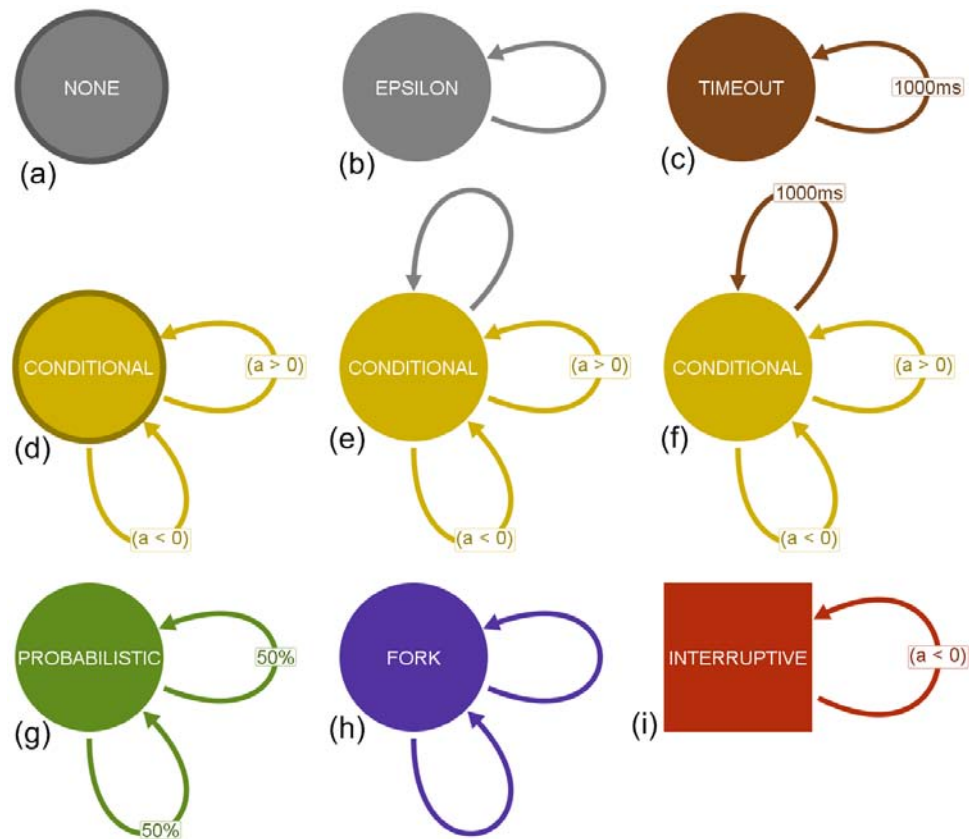 NONE
(a)
EPSILON
(b)
TIMEOUT
1000ms
(c)
CONDITIONAL
(a > 0)
(a < 0)
(d)
CONDITIONAL
(a > 0)
(a < 0)
(e)
1000ms
CONDITIONAL
(a > 0)
(a < 0)
(f)
PROBABILISTIC
50%
50%
(g)
FORK
(h)
INTERRUPTIVE
(a < 0)
(i)